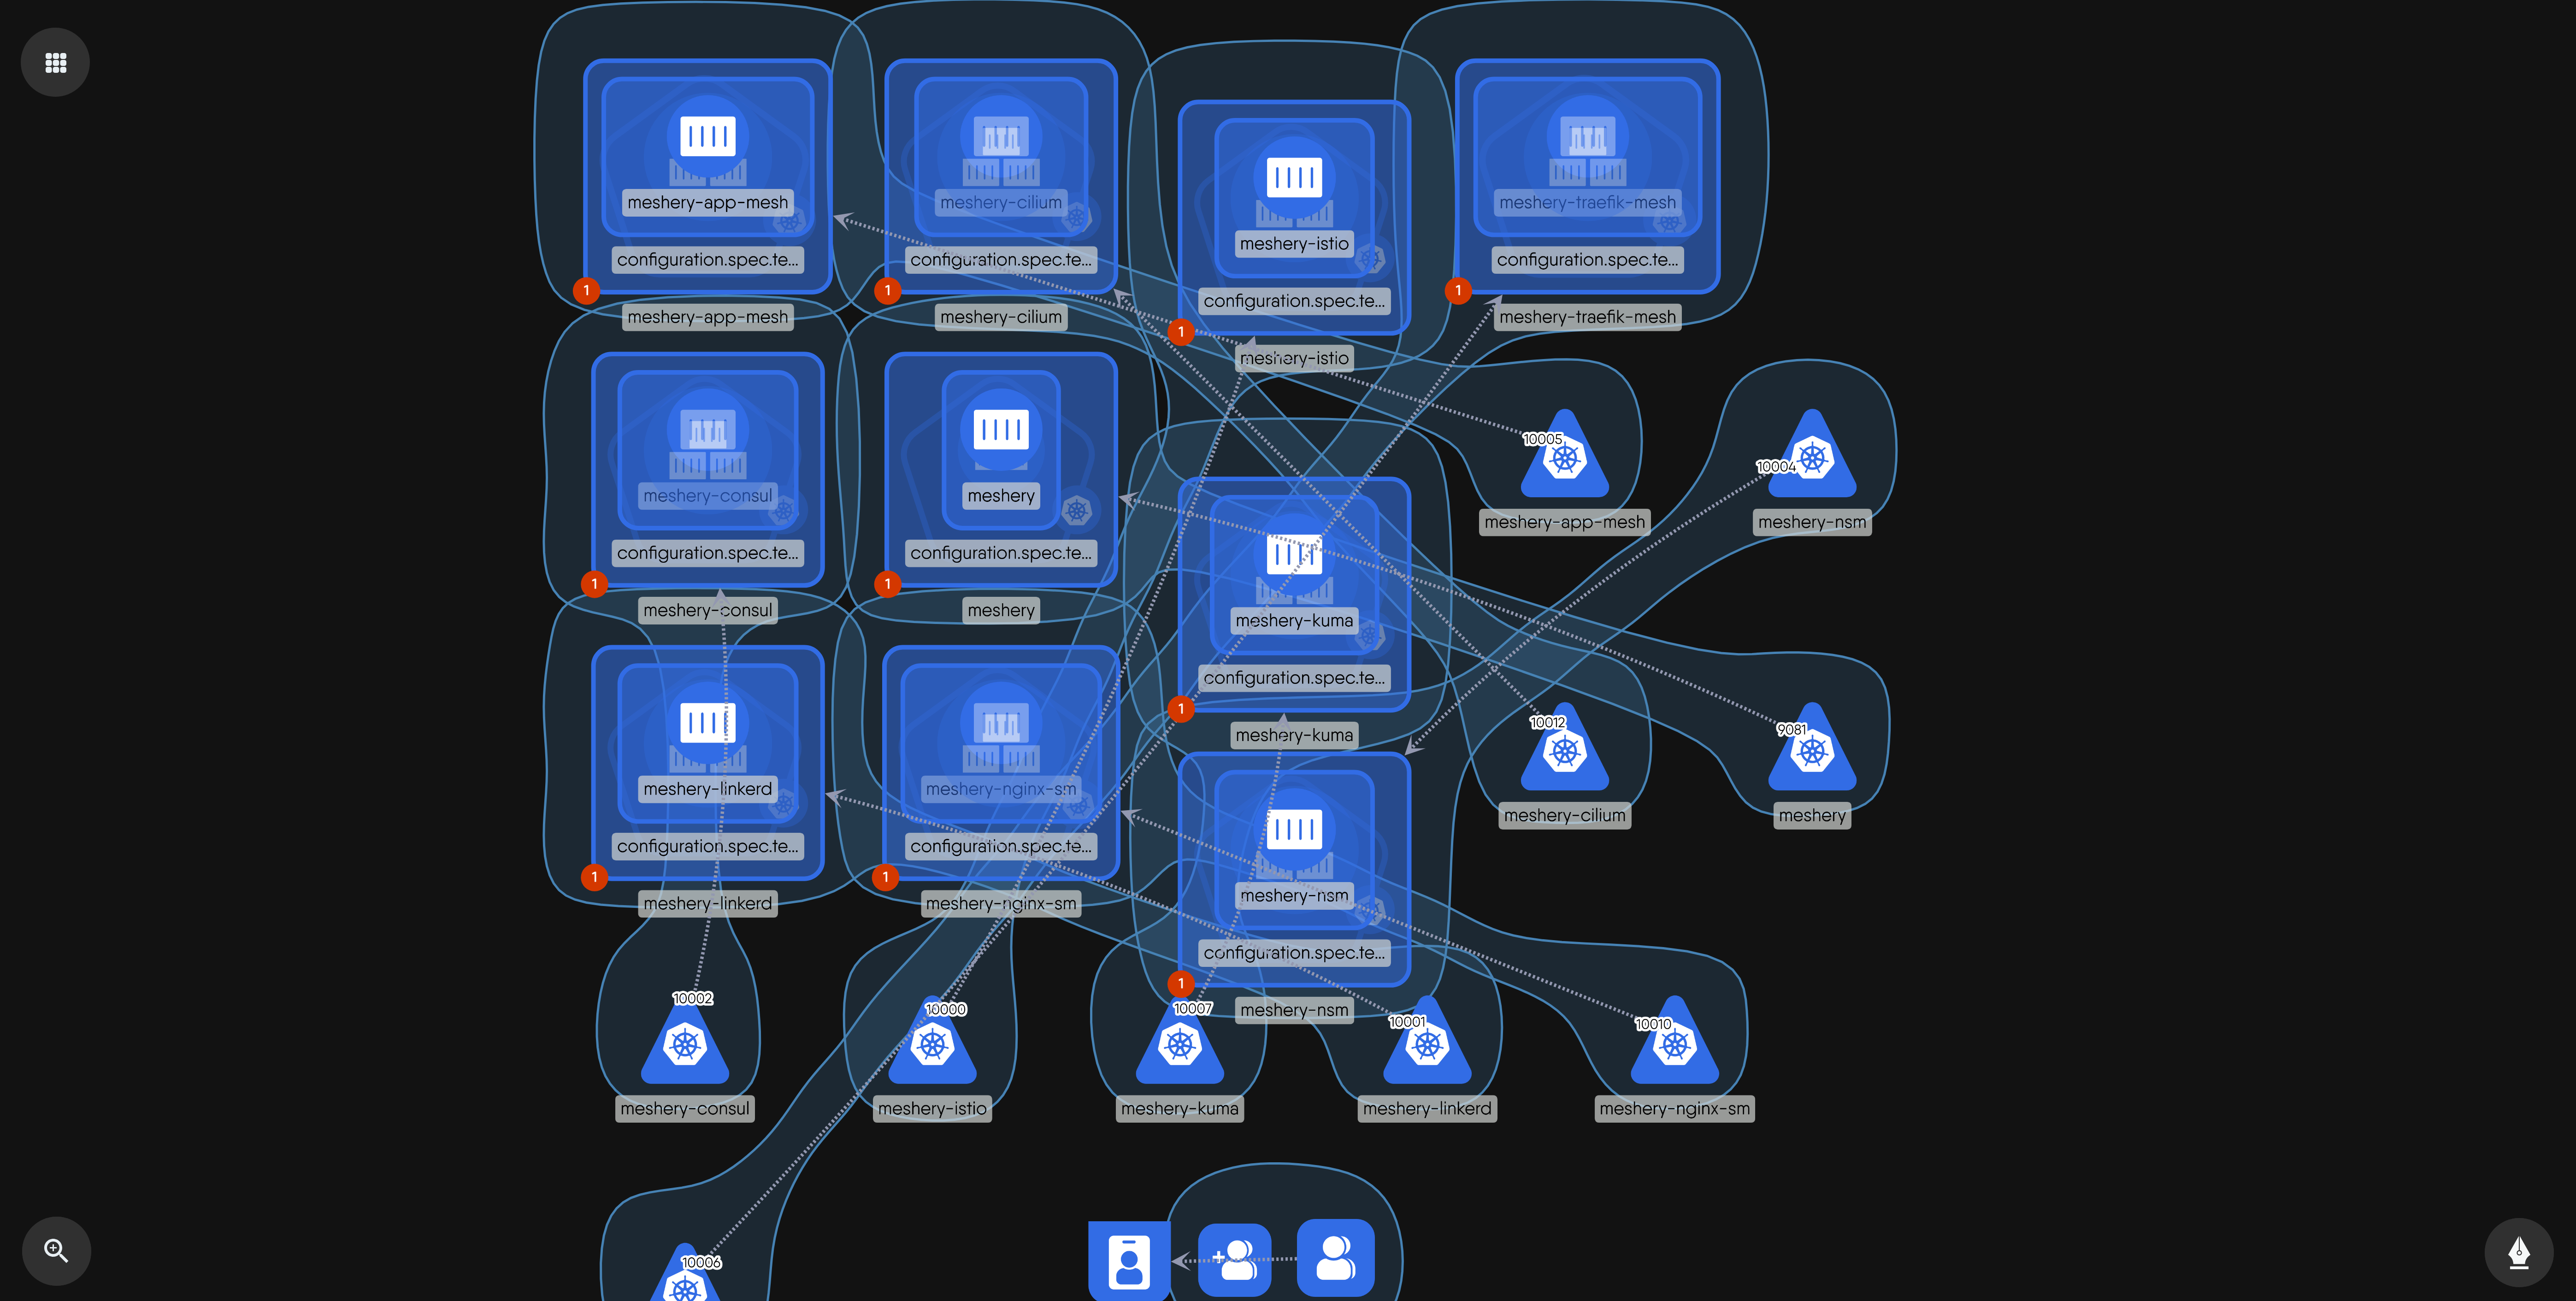 meshery-app-mesh
meshery-cilium
meshery-traefik-mesh
meshery-istio
configuration.spec.te...
configuration.spec.te...
configuration.spec.te...
configuration.spec.te...
1
1
1
1
meshery-app-mesh
meshery-cilium
meshery-traefik-mesh
meshery-istio
10005
10004
meshery-consul
meshery
meshery-app-mesh
meshery-nsm
configuration.spec.te...
configuration.spec.te...
1
1
meshery-consul
meshery
meshery-kuma
configuration.spec.te...
1
meshery-kuma
10012
9081
meshery-linkerd
meshery-nginx-sm
meshery-cilium
meshery
configuration.spec.te...
configuration.spec.te...
1
1
meshery-linkerd
meshery-nginx-sm
meshery-nsm
configuration.spec.te...
1
meshery-nsm
10002
10000
10007
10001
10010
meshery-consul
meshery-istio
meshery-kuma
meshery-linkerd
meshery-nginx-sm
10006